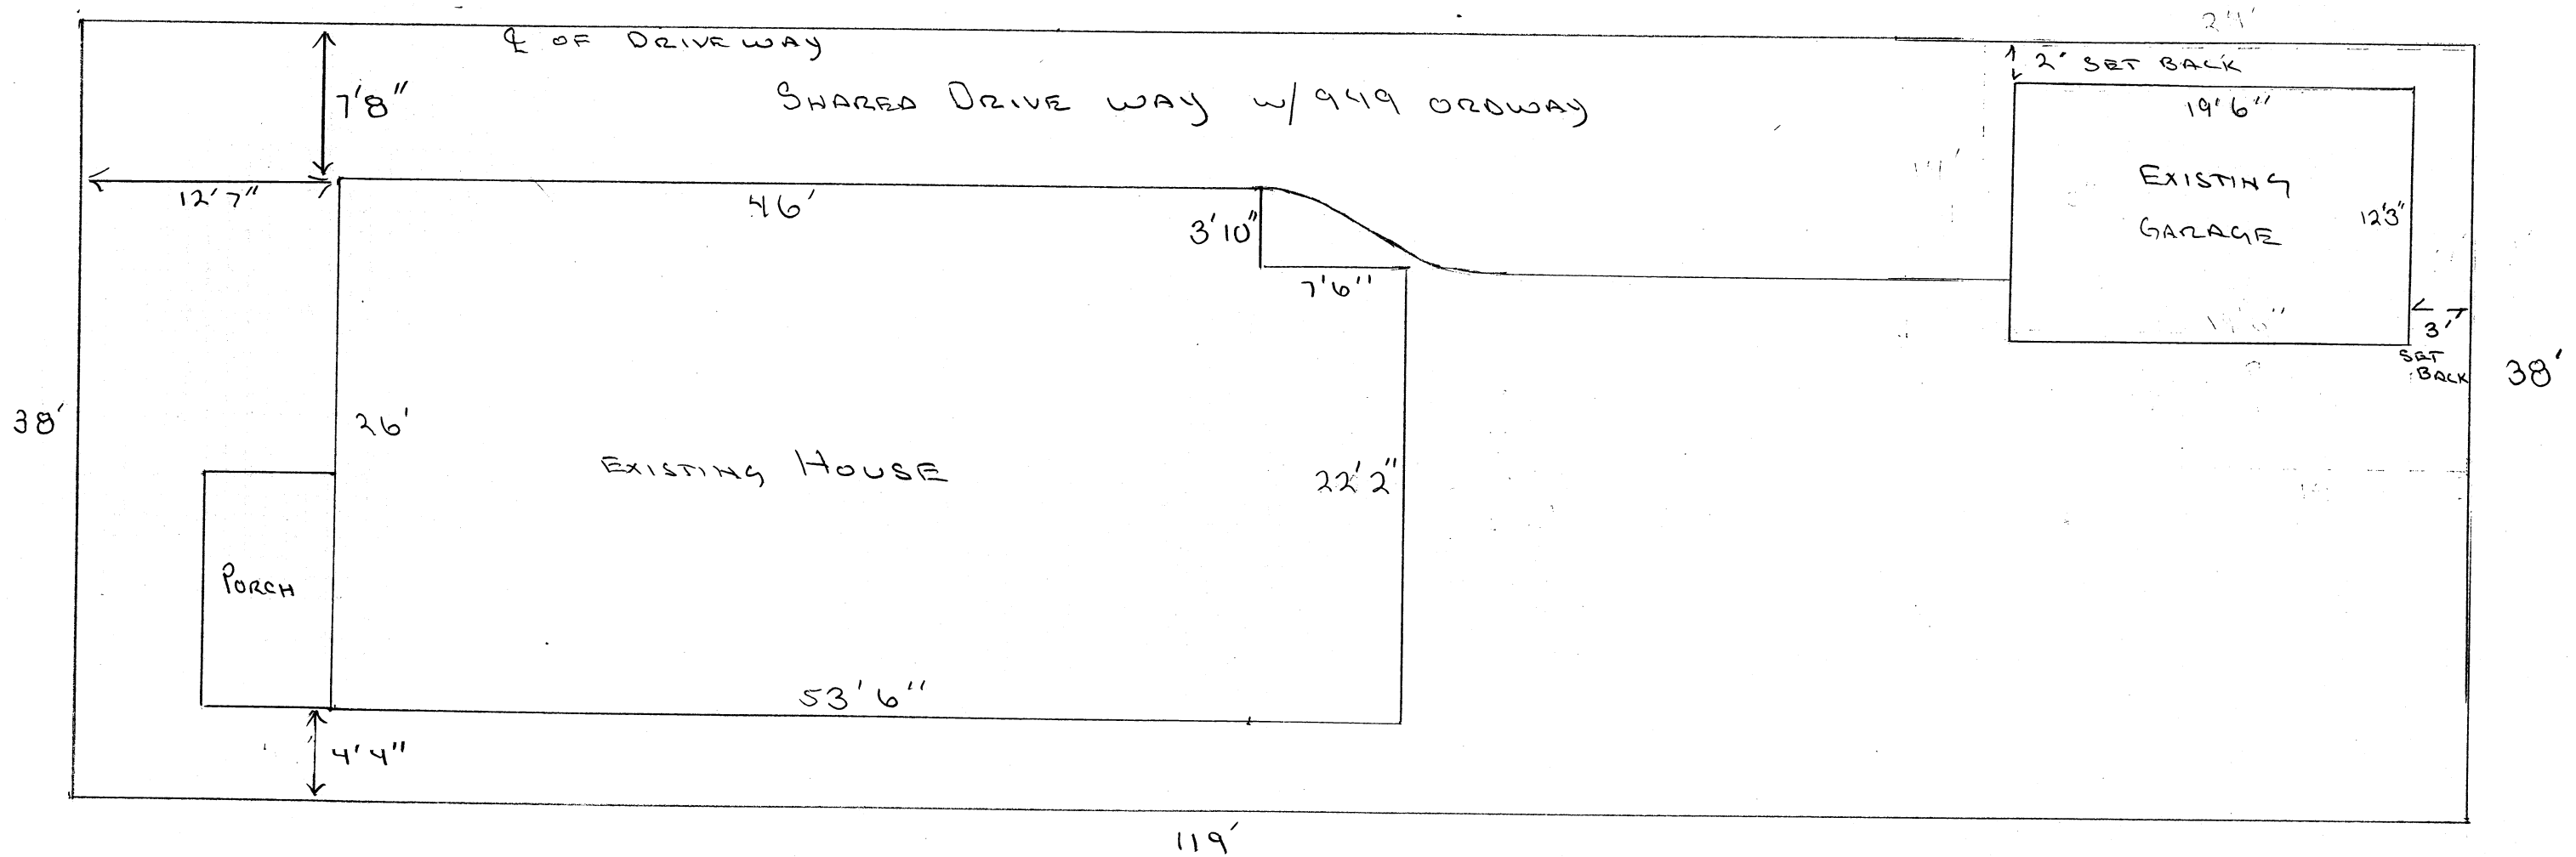 24'
℄ OF DRIVEWAY
2' SET BACK
7'8"
SHARED DRIVE WAY w/ 949 ORDWAY
19'6"
EXISTING
GARAGE
12'3"
14'
12'7"
46'
3'10"
7'6"
3'
SET
BACK
38'
38'
26'
EXISTING HOUSE
22'2"
PORCH
53'6"
4'4"
119'